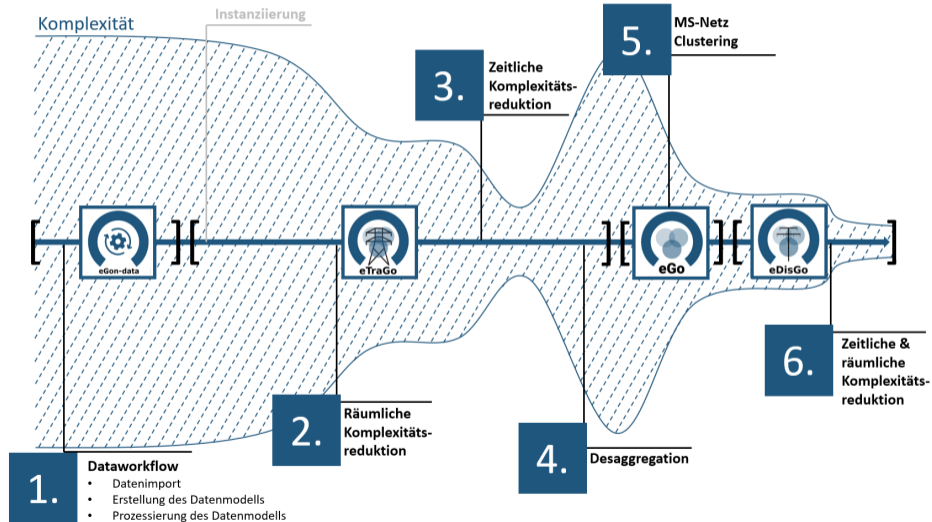 Komplexität
Instanziierung
3.
Zeitliche
Komplexitäts-
reduktion
5.
MS-Netz
Clustering
eGon-data
eTraGo
eGo
eDisGo
1.
Dataworkflow
• Datenimport
• Erstellung des Datenmodells
• Prozessierung des Datenmodells
2.
Räumliche
Komplexitäts-
reduktion
4.
Desaggregation
6.
Zeitliche &
räumliche
Komplexitäts-
reduktion